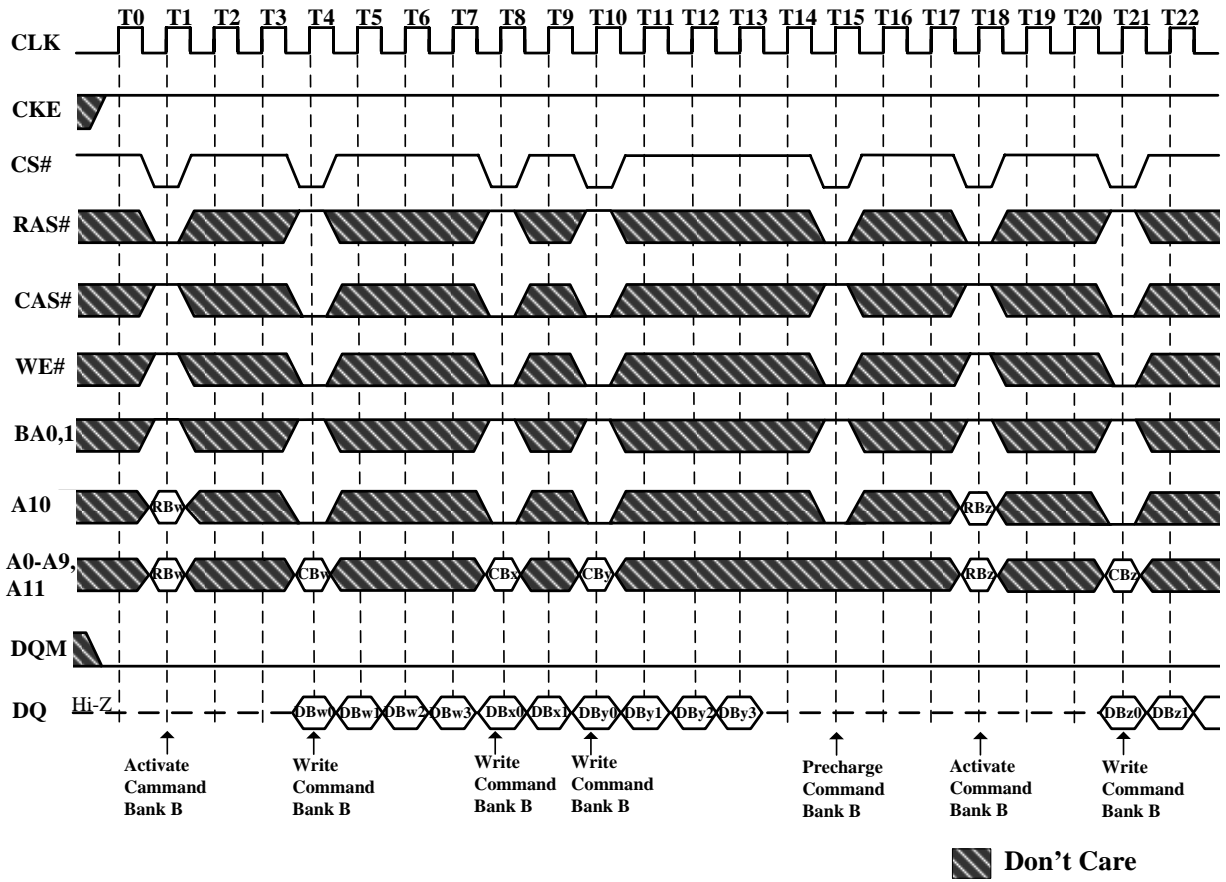 T0 T1 T2 T3 T4 T5 T6 T7 T8 T9 T10 T11 T12 T13 T14 T15 T16 T17 T18 T19 T20 T21 T22
CLK
CKE
CS#
RAS#
CAS#
WE#
BA0,1
A10 RBw RBz
A0-A9,
A11 RBw CBw CBx CBy RBz CBz
DQM
DQ Hi-Z DBw0 DBw1 DBw2 DBw3 DBx0 DBx1 DBy0 DBy1 DBy2 DBy3 DBz0 DBz1
Activate
Cammand
Bank B
Write
Command
Bank B
Write
Command
Bank B
Write
Command
Bank B
Precharge
Command
Bank B
Activate
Command
Bank B
Write
Command
Bank B
Don't Care